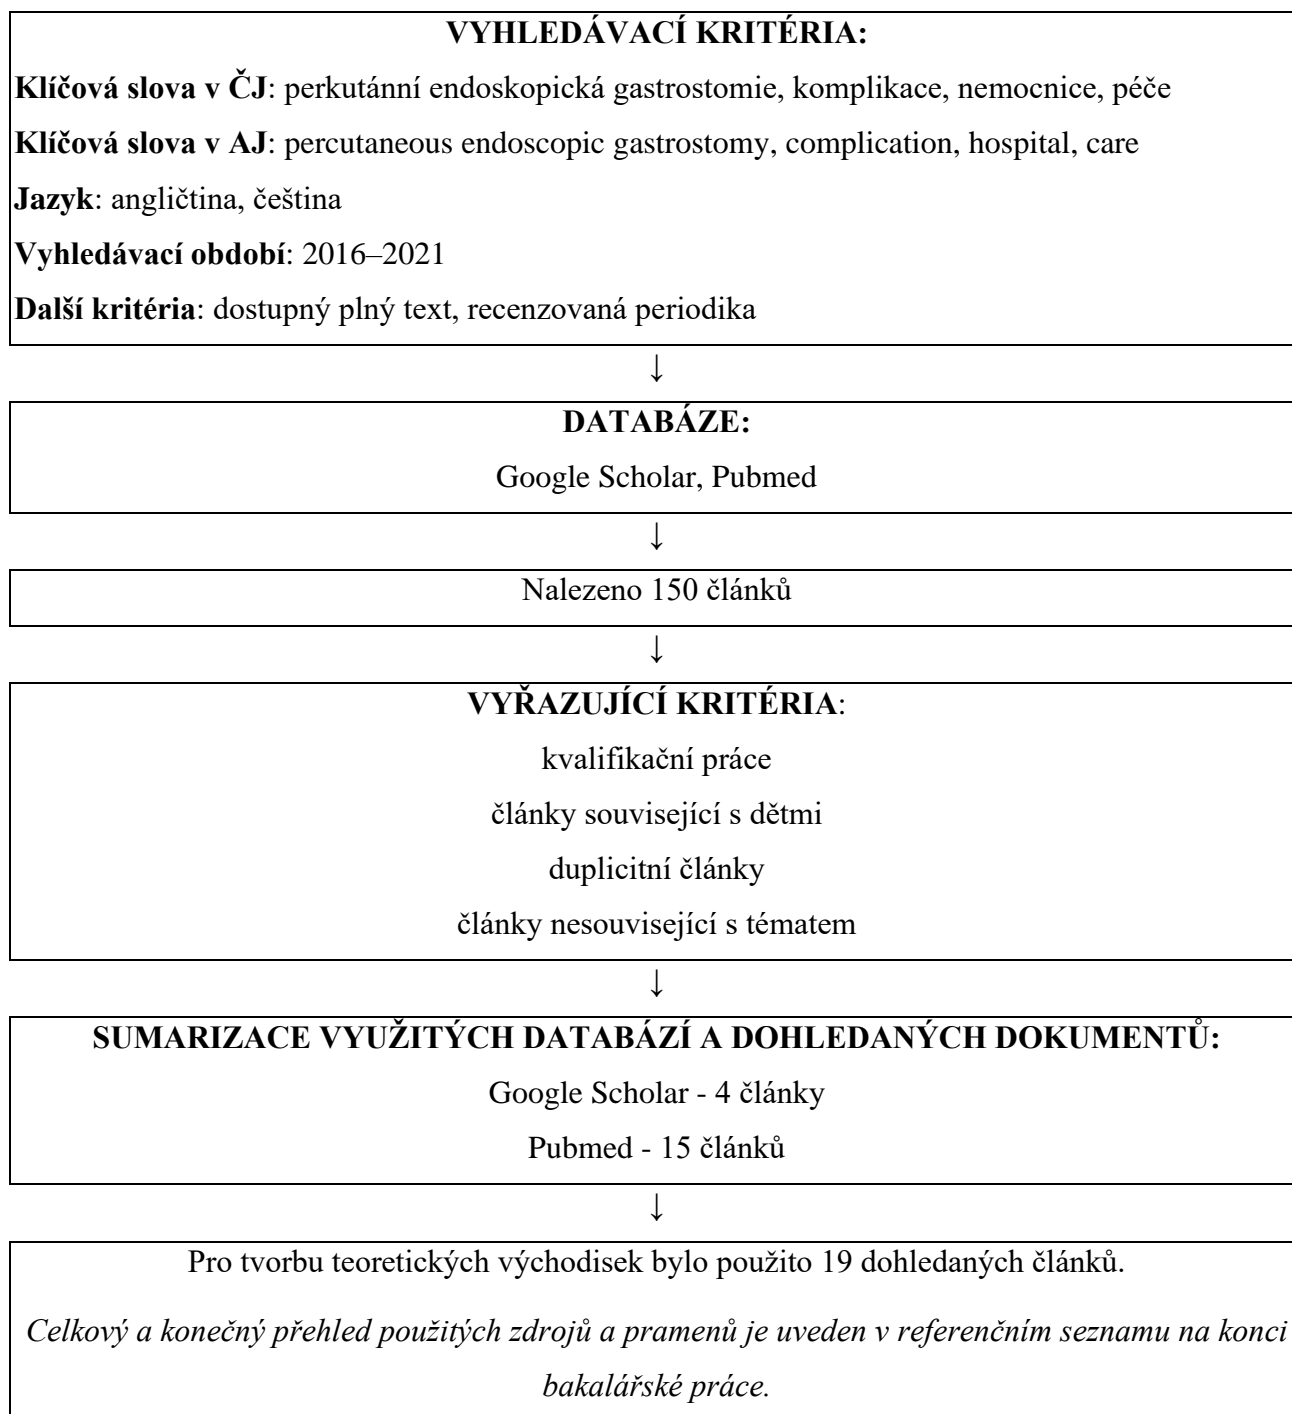 VYHLEDÁVACÍ KRITÉRIA:
Klíčová slova v ČJ: perkutánní endoskopická gastrostomie, komplikace, nemocnice, péče
Klíčová slova v AJ: percutaneous endoscopic gastrostomy, complication, hospital, care
Jazyk: angličtina, čeština
Vyhledávací období: 2016–2021
Další kritéria: dostupný plný text, recenzovaná periodika
↓
DATABÁZE:
Google Scholar, Pubmed
↓
Nalezeno 150 článků
↓
VYŘAZUJÍCÍ KRITÉRIA:
kvalifikační práce
články související s dětmi
duplicitní články
články nesouvisející s tématem
↓
SUMARIZACE VYUŽITÝCH DATABÁZÍ A DOHLEDANÝCH DOKUMENTŮ:
Google Scholar - 4 články
Pubmed - 15 článků
↓
Pro tvorbu teoretických východisek bylo použito 19 dohledaných článků.
Celkový a konečný přehled použitých zdrojů a pramenů je uveden v referenčním seznamu na konci
bakalářské práce.